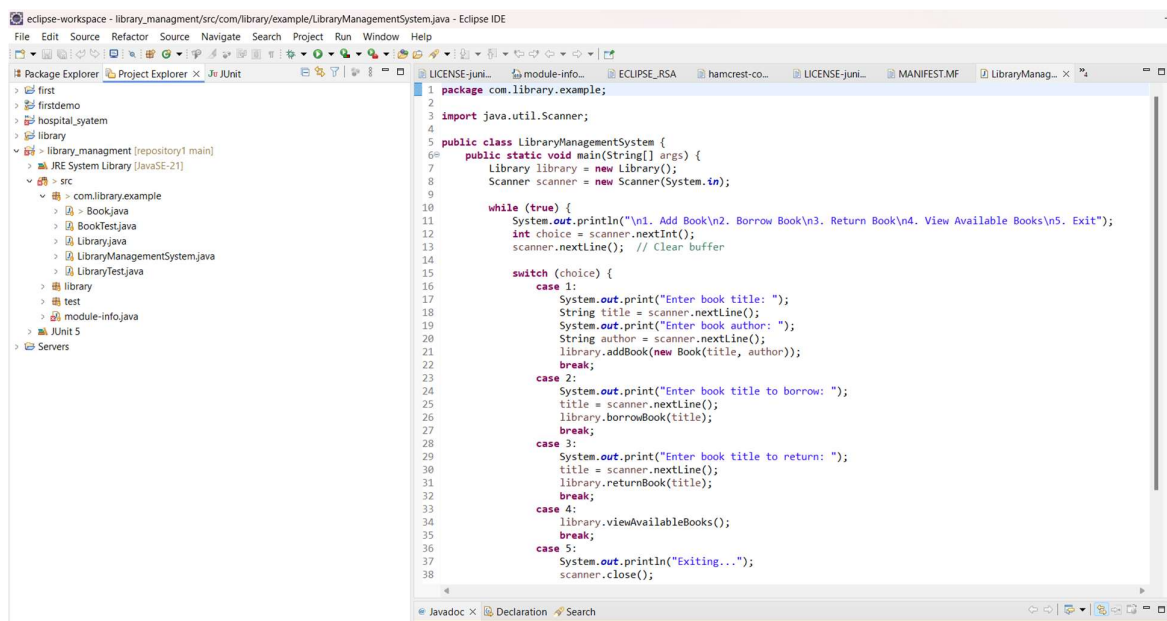 eclipse-workspace - library_managment/src/com/library/example/LibraryManagementSystem.java - Eclipse IDE
File Edit Source Refactor Source Navigate Search Project Run Window Help
Package Explorer Project Explorer JUnit
first
firstdemo
hospital_syatem
library
> library_managment [repository1 main]
JRE System Library [JavaSE-21]
> src
> com.library.example
> Book.java
BookTest.java
Library.java
LibraryManagementSystem.java
LibraryTest.java
library
test
module-info.java
JUnit 5
Servers
LICENSE-juni... module-info... ECLIPSE_.RSA hamcrest-co... LICENSE-juni... MANIFEST.MF LibraryManag... 4
1 package com.library.example;
2
3 import java.util.Scanner;
4
5 public class LibraryManagementSystem {
6 public static void main(String[] args) {
7 Library library = new Library();
8 Scanner scanner = new Scanner(System.in);
9
10 while (true) {
11 System.out.println("\n1. Add Book\n2. Borrow Book\n3. Return Book\n4. View Available Books\n5. Exit");
12 int choice = scanner.nextInt();
13 scanner.nextLine(); // Clear buffer
14
15 switch (choice) {
16 case 1:
17 System.out.print("Enter book title: ");
18 String title = scanner.nextLine();
19 System.out.print("Enter book author: ");
20 String author = scanner.nextLine();
21 library.addBook(new Book(title, author));
22 break;
23 case 2:
24 System.out.print("Enter book title to borrow: ");
25 title = scanner.nextLine();
26 library.borrowBook(title);
27 break;
28 case 3:
29 System.out.print("Enter book title to return: ");
30 title = scanner.nextLine();
31 library.returnBook(title);
32 break;
33 case 4:
34 library.viewAvailableBooks();
35 break;
36 case 5:
37 System.out.println("Exiting...");
38 scanner.close();
Javadoc Declaration Search